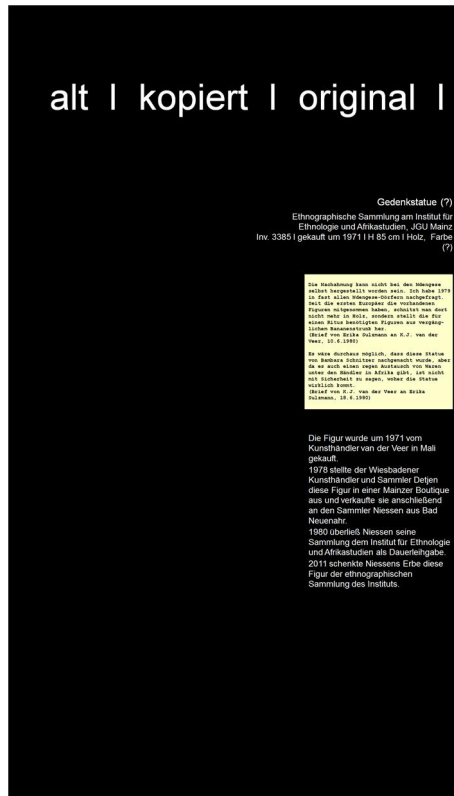 alt I kopiert I original I
Gedenkstatue (?)
Ethnographische Sammlung am Institut für
Ethnologie und Afrikastudien, JGU Mainz
Inv. 3385 I gekauft um 1971 I H 85 cm I Holz, Farbe
(?)
Die Nachahmung kann nicht bei den Ndengese
selbst hergestellt worden sein. Ich habe 1979
in fast allen Ndengese-Dörfern nachgefragt.
Seit die ersten Europäer die vorhandenen
Figuren mitgenommen haben, schnitzt man dort
nicht mehr in Holz, sondern stellt die für
einen Ritus benötigten Figuren aus vergäng-
lichem Bananenstrunk her.
(Brief von Erika Sulzmann an K.J. van der
Veer, 10.6.1980)
Es wäre durchaus möglich, dass diese Statue
von Bambara Schnitzer nachgemacht wurde, aber
da es auch einen regen Austausch von Waren
unter den Händler in Afrika gibt, ist nicht
mit Sicherheit zu sagen, woher die Statue
wirklich kommt.
(Brief von K.J. van der Veer an Erika
Sulzmann, 18.6.1980)
Die Figur wurde um 1971 vom
Kunsthändler van der Veer in Mali
gekauft.
1978 stellte der Wiesbadener
Kunsthändler und Sammler Detjen
diese Figur in einer Mainzer Boutique
aus und verkaufte sie anschließend
an den Sammler Niessen aus Bad
Neuenahr.
1980 überließ Niessen seine
Sammlung dem Institut für Ethnologie
und Afrikastudien als Dauerleihgabe.
2011 schenkte Niessens Erbe diese
Figur der ethnographischen
Sammlung des Instituts.